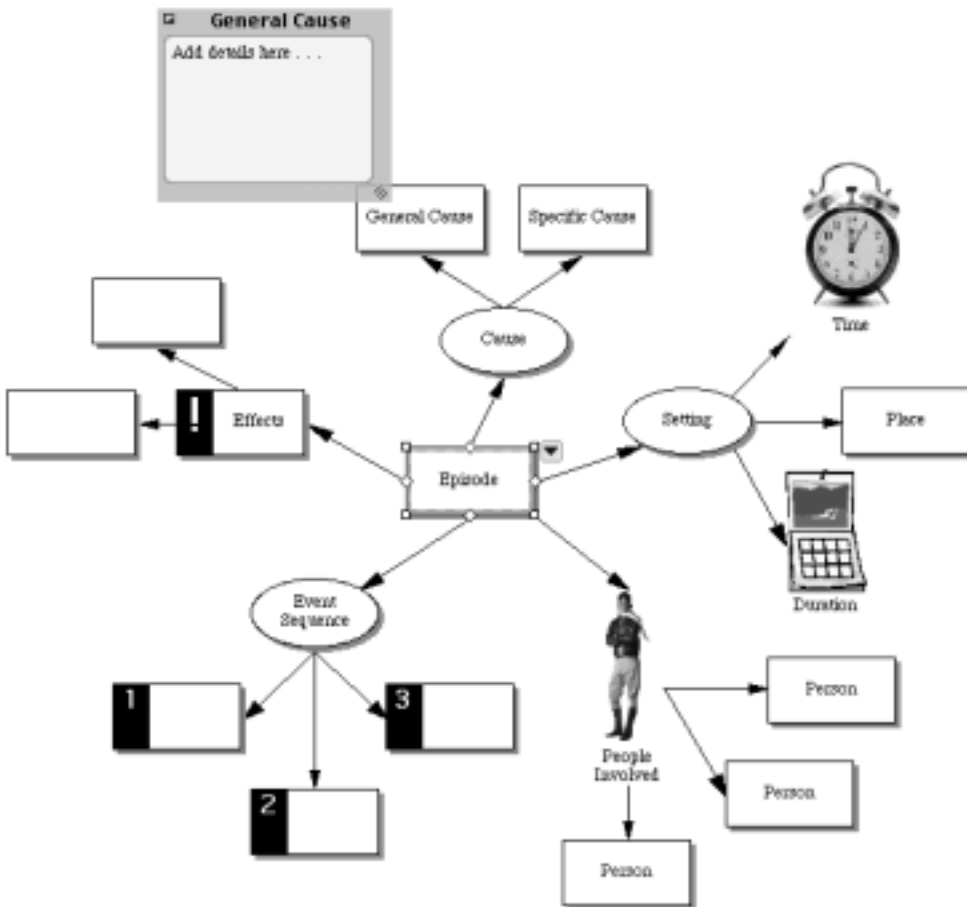 General Cause
Add details here . . .
General Cause
Specific Cause
Time
Cause
Effects
Setting
Place
Episode
Duration
Event
Sequence
1
3
2
People
Involved
Person
Person
Person